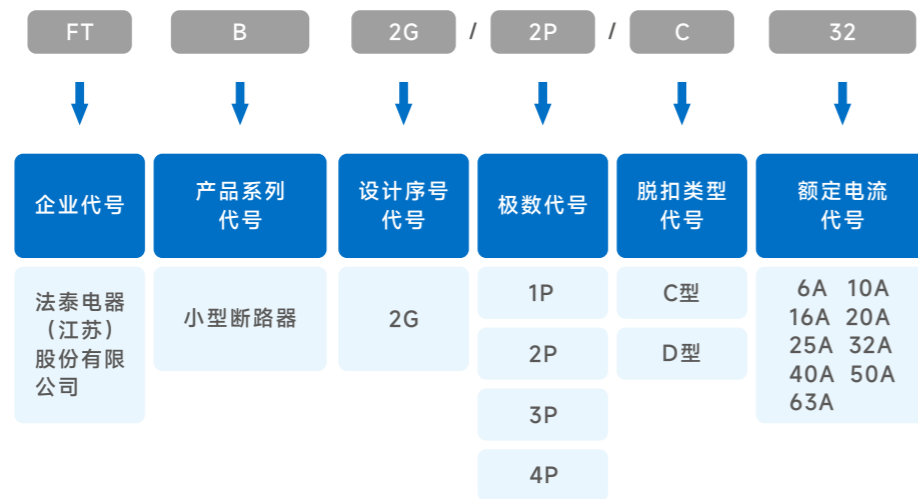 FT B 2G / 2P / C 32
企业代号
产品系列
代号
设计序号
代号
极数代号
脱扣类型
代号
额定电流
代号
法泰电器
（江苏）
股份有限
公司
小型断路器
2G
1P
2P
3P
4P
C型
D型
6A 10A
16A 20A
25A 32A
40A 50A
63A